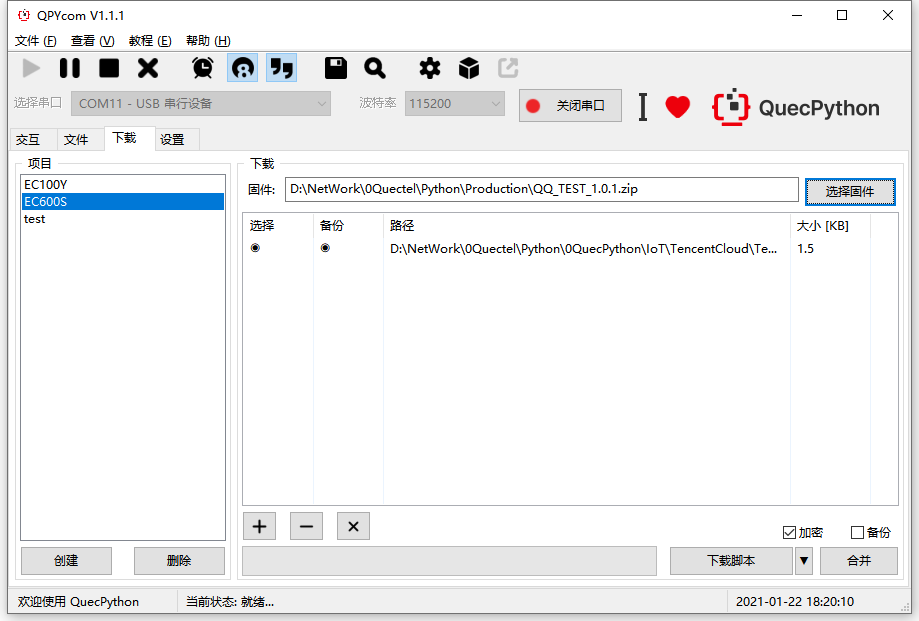 QPYcom V1.1.1
文件 (F) 查看 (V) 教程 (E) 帮助 (H)
选择串口 COM11 - USB 串行设备 波特率 115200 关闭串口 QuecPython
交互 文件 下载 设置
项目
EC100Y
EC600S
test
创建 删除
下载
固件: D:\NetWork\0Quectel\Python\Production\QQ_TEST_1.0.1.zip 选择固件
选择 备份 路径 大小 [KB]
D:\NetWork\0Quectel\Python\0QuecPython\IoT\TencentCloud\Te... 1.5
加密 备份
下载脚本 合并
欢迎使用 QuecPython 当前状态: 就绪... 2021-01-22 18:20:10